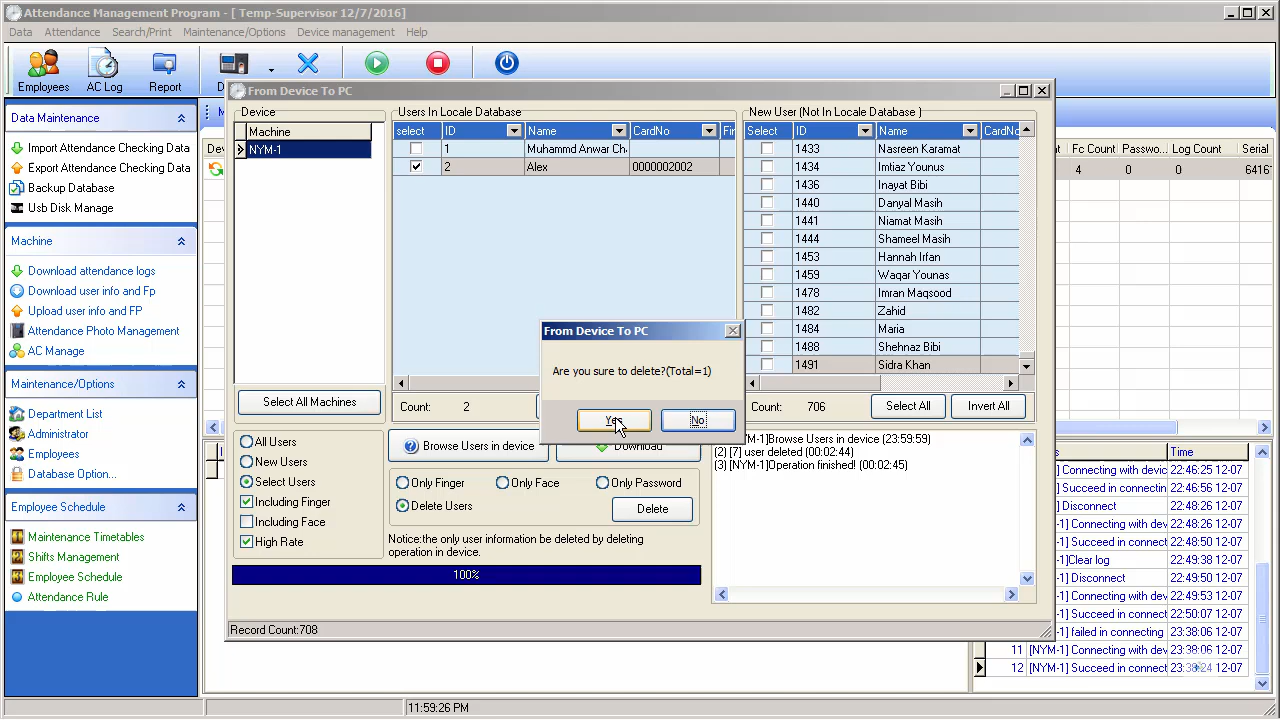 Attendance Management Program - [ Temp-Supervisor 12/7/2016]
Data Attendance Search/Print Maintenance/Options Device management Help
Employees AC Log Report D
Data Maintenance
Import Attendance Checking Data
Export Attendance Checking Data
Backup Database
Usb Disk Manage
Machine
Download attendance logs
Download user info and Fp
Upload user info and FP
Attendance Photo Management
AC Manage
Maintenance/Options
Department List
Administrator
Employees
Database Option...
Employee Schedule
Maintenance Timetables
Shifts Management
Employee Schedule
Attendance Rule
From Device To PC
Device
Machine
NYM-1
Select All Machines
Users In Locale Database
select ID Name CardNo Fin
1 Muhammd Anwar Ch
2 Alex 0000002002
Count: 2
New User (Not In Locale Database )
Select ID Name CardNo
1433 Nasreen Karamat
1434 Imtiaz Younus
1436 Inayat Bibi
1440 Danyal Masih
1441 Niamat Masih
1444 Shameel Masih
1453 Hannah Irfan
1459 Waqar Younas
1478 Imran Maqsood
1482 Zahid
1484 Maria
1488 Shehnaz Bibi
1491 Sidra Khan
Count: 706 Select All Invert All
From Device To PC
Are you sure to delete?(Total=1)
Yes No
All Users
New Users
Select Users
Including Finger
Including Face
High Rate
Browse Users in device Download
Only Finger Only Face Only Password
Delete Users Delete
Notice:the only user information be deleted by deleting
operation in device.
100%
-1]Browse Users in device (23:59:59)
(2) [7] user deleted (00:02:44)
(3) [NYM-1]Operation finished! (00:02:45)
Record Count:708
Dev
nt Fc Count Passwo... Log Count Serial
4 0 0 6416
s Time
Connecting with device 22:46:25 12-07
Succeed in connectin 22:46:56 12-07
Disconnect 22:48:26 12-07
-1] Connecting with devi 22:48:26 12-07
-1] Succeed in connec 22:48:50 12-07
-1]Clear log 22:49:50 12-07
-1] Disconnect 22:49:50 12-07
-1] Connecting with dev 22:49:53 12-07
-1] Succeed in connect 22:50:07 12-07
-1] failed in connecting 23:38:06 12-07
11 [NYM-1] Connecting with dev 23:38:06 12-07
12 [NYM-1] Succeed in connect 23:38:24 12-07
11:59:26 PM